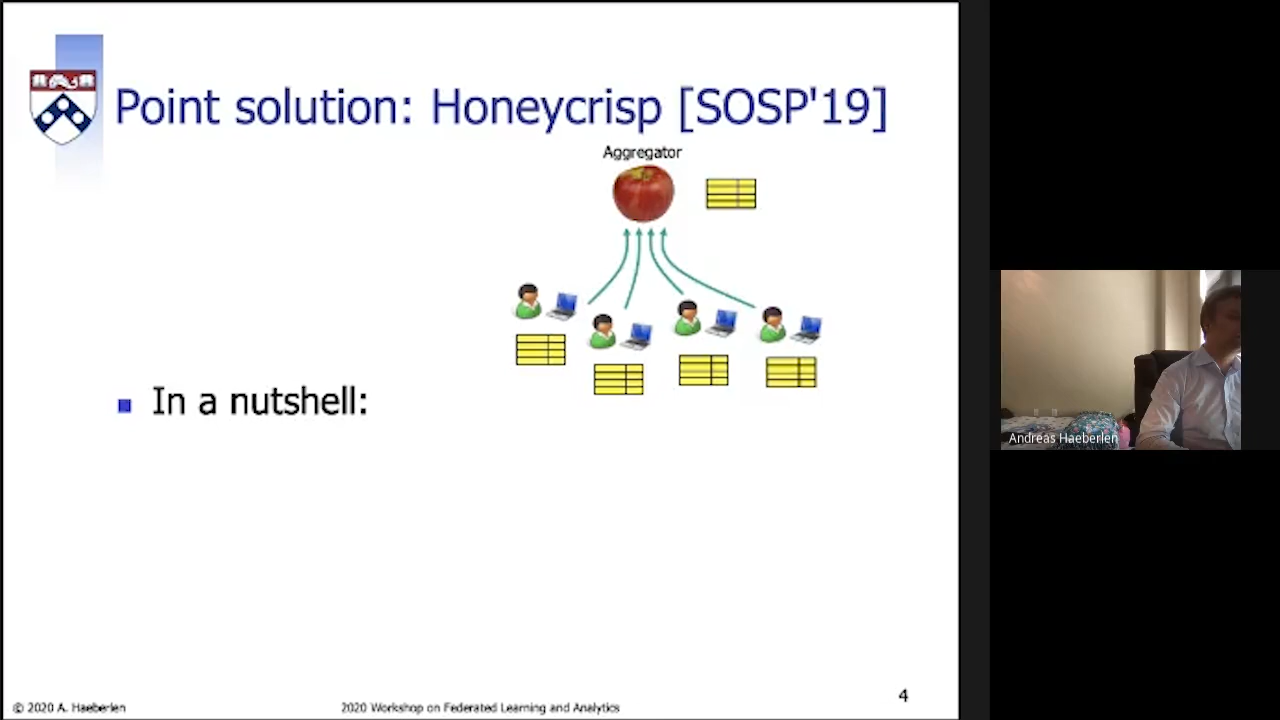 Point solution: Honeycrisp [SOSP'19]
Aggregator
In a nutshell:
Andreas Haeberlen
© 2020 A. Haeberlen
2020 Workshop on Federated Learning and Analytics
4